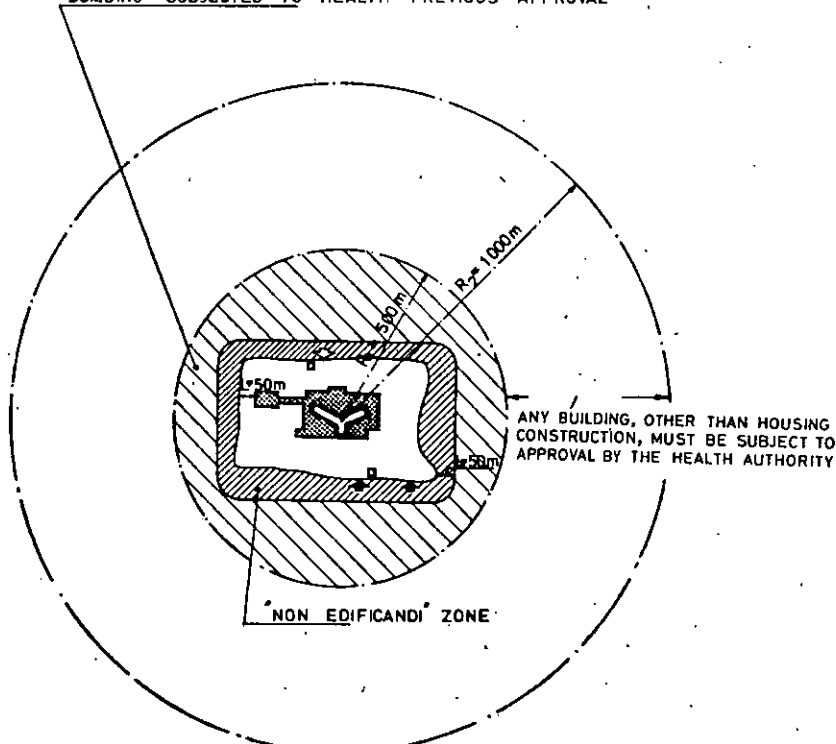 BUILDING SUBJECTED TO HEALTH PREVIOUS APPROVAL
R₂= 1000m
500m
L=50m
ANY BUILDING, OTHER THAN HOUSING
CONSTRUCTION, MUST BE SUBJECT TO
APPROVAL BY THE HEALTH AUTHORITY
50m
"NON EDIFICANDI" ZONE